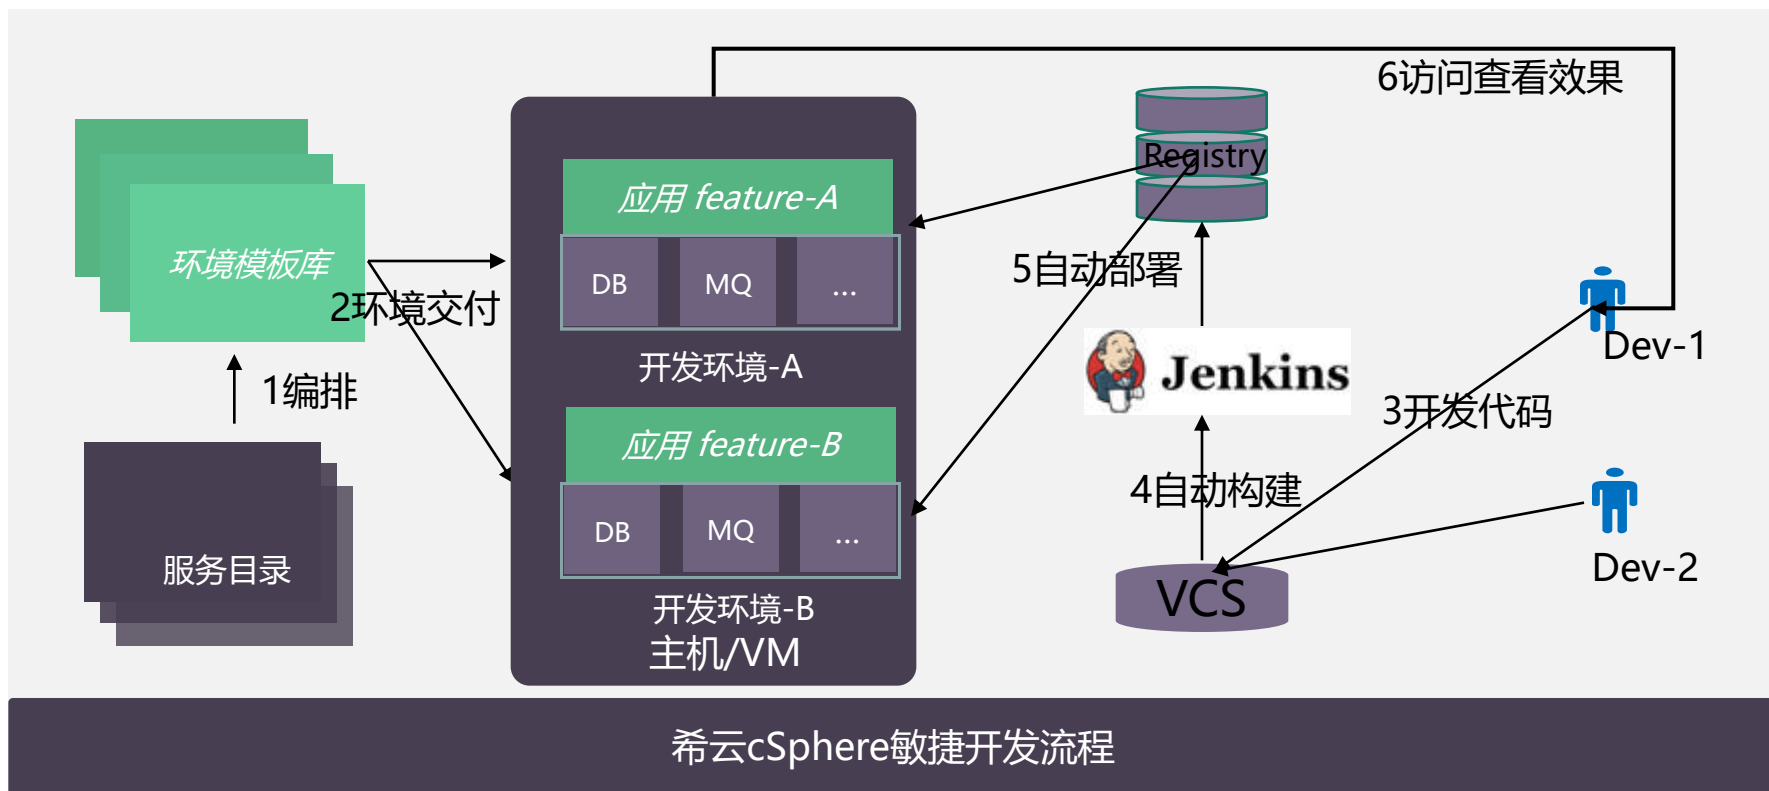 6访问查看效果
Registry
应用 feature-A
环境模板库
DB
MQ
...
5自动部署
2环境交付
开发环境-A
Dev-1
Jenkins
1编排
3开发代码
应用 feature-B
4自动构建
DB
MQ
...
服务目录
Dev-2
VCS
开发环境-B
主机/VM
希云cSphere敏捷开发流程